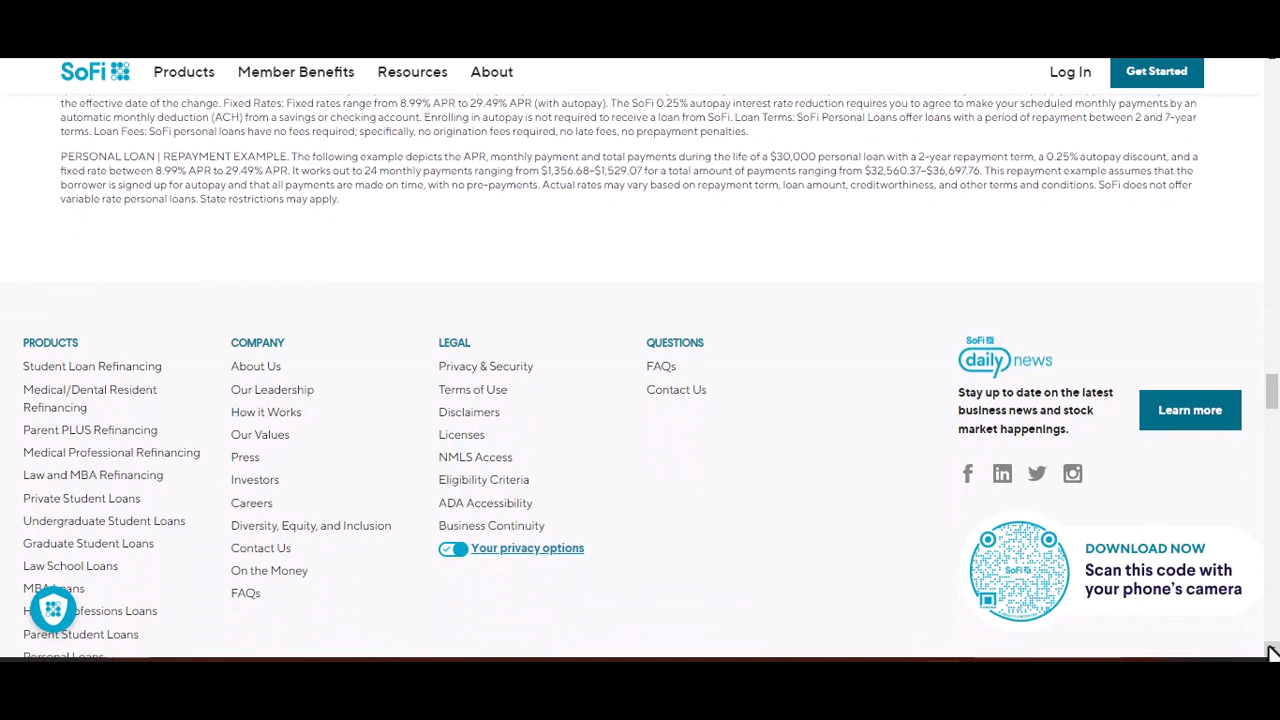 SoFi Products Member Benefits Resources About Log In Get Started
the effective date of the change. Fixed Rates: Fixed rates range from 8.99% APR to 29.49% APR (with autopay). The SoFi 0.25% autopay interest rate reduction requires you to agree to make your scheduled monthly payments by an
automatic monthly deduction (ACH) from a savings or checking account. Enrolling in autopay is not required to receive a loan from SoFi. Loan Terms: SoFi Personal Loans offer loans with a period of repayment between 2 and 7-year
terms. Loan Fees: SoFi personal loans have no fees required; specifically, no origination fees required, no late fees, no prepayment penalties.
PERSONAL LOAN | REPAYMENT EXAMPLE. The following example depicts the APR, monthly payment and total payments during the life of a $30,000 personal loan with a 2-year repayment term, a 0.25% autopay discount, and a
fixed rate between 8.99% APR to 29.49% APR. It works out to 24 monthly payments ranging from $1,356.68-$1,529.07 for a total amount of payments ranging from $32,560.37-$36,697.76. This repayment example assumes that the
borrower is signed up for autopay and that all payments are made on time, with no pre-payments. Actual rates may vary based on repayment term, loan amount, creditworthiness, and other terms and conditions. SoFi does not offer
variable rate personal loans. State restrictions may apply.
PRODUCTS
Student Loan Refinancing
Medical/Dental Resident
Refinancing
Parent PLUS Refinancing
Medical Professional Refinancing
Law and MBA Refinancing
Private Student Loans
Undergraduate Student Loans
Graduate Student Loans
Law School Loans
MBA Loans
Professions Loans
Parent Student Loans
Personal Loans
COMPANY
About Us
Our Leadership
How it Works
Our Values
Press
Investors
Careers
Diversity, Equity, and Inclusion
Contact Us
On the Money
FAQs
LEGAL
Privacy & Security
Terms of Use
Disclaimers
Licenses
NMLS Access
Eligibility Criteria
ADA Accessibility
Business Continuity
Your privacy options
QUESTIONS
FAQs
Contact Us
SoFi
daily news
Stay up to date on the latest
business news and stock
market happenings.
Learn more
SoFi
DOWNLOAD NOW
Scan this code with
your phone's camera